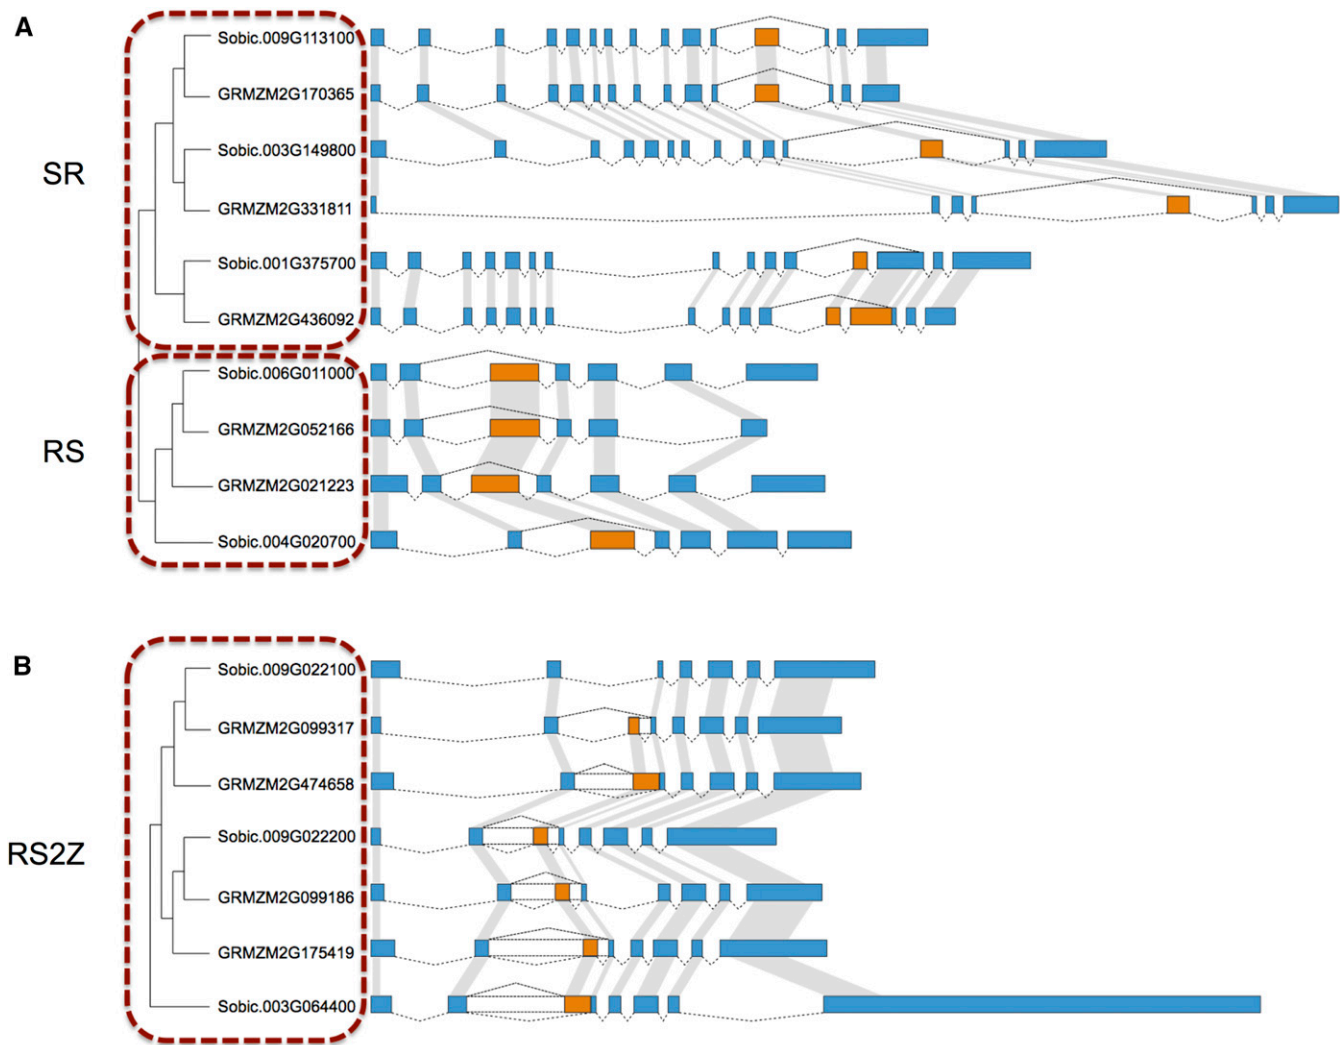 A
Sobic.009G113100
GRMZM2G170365
Sobic.003G149800
SR
GRMZM2G331811
Sobic.001G375700
GRMZM2G436092
Sobic.006G011000
GRMZM2G052166
RS
GRMZM2G021223
Sobic.004G020700
B
Sobic.009G022100
GRMZM2G099317
GRMZM2G474658
Sobic.009G022200
RS2Z
GRMZM2G099186
GRMZM2G175419
Sobic.003G064400